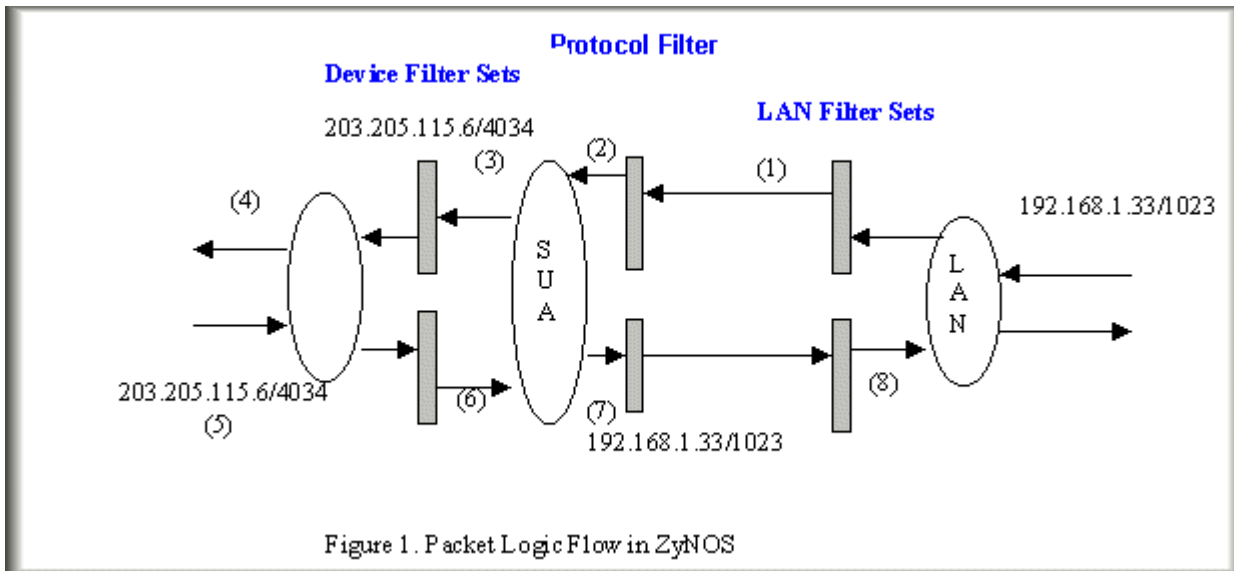 Protocol Filter
Device Filter Sets
LAN Filter Sets
203.205.115.6/4034
(3)
(2)
(1)
(4)
192.168.1.33/1023
SUA
LAN
203.205.115.6/4034
(5)
(6)
(7)
(8)
192.168.1.33/1023
Figure 1. Packet Logic Flow in ZyNOS